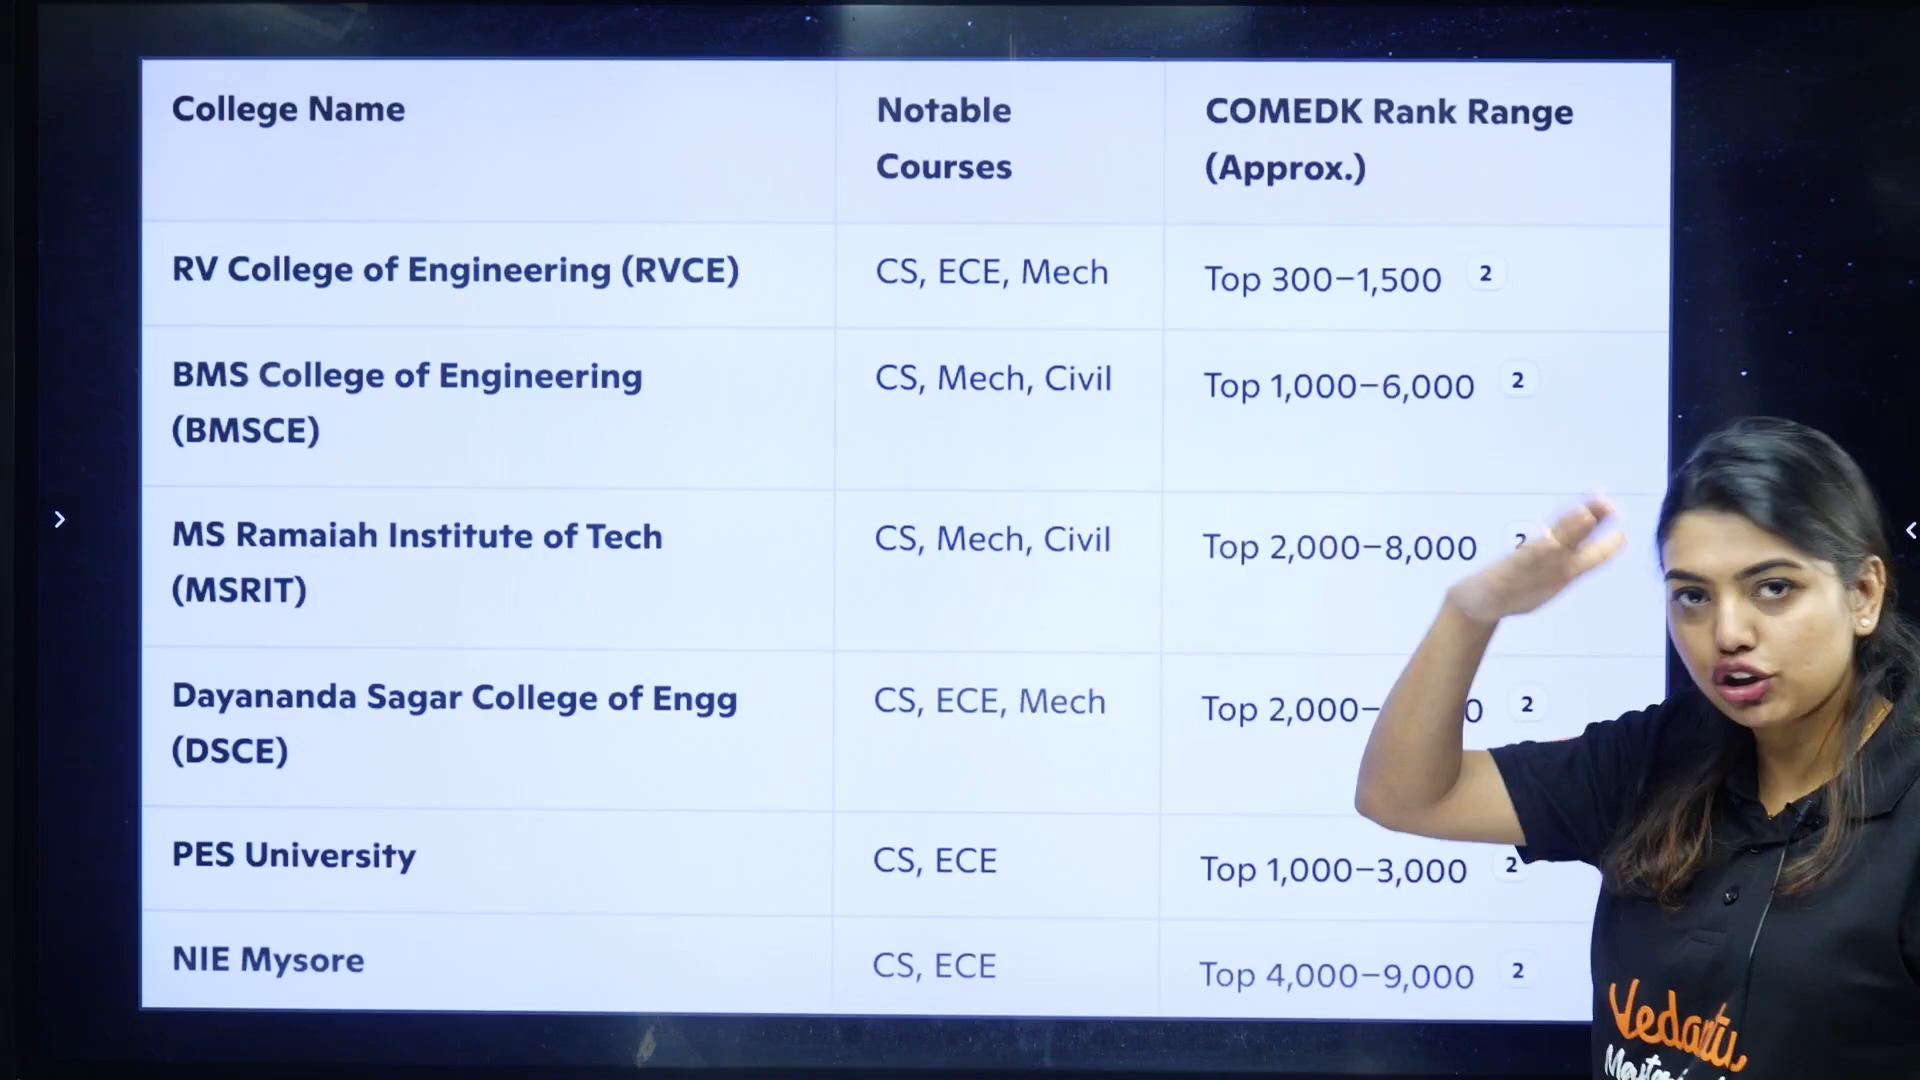 College Name
Notable
Courses
COMEDK Rank Range
(Approx.)
RV College of Engineering (RVCE)
CS, ECE, Mech
Top 300–1,500 2
BMS College of Engineering
(BMSCE)
CS, Mech, Civil
Top 1,000–6,000 2
MS Ramaiah Institute of Tech
(MSRIT)
CS, Mech, Civil
Top 2,000–8,000 2
Dayananda Sagar College of Engg
(DSCE)
CS, ECE, Mech
Top 2,000– 2
PES University
CS, ECE
Top 1,000–3,000 2
NIE Mysore
CS, ECE
Top 4,000–9,000 2
Vedantu